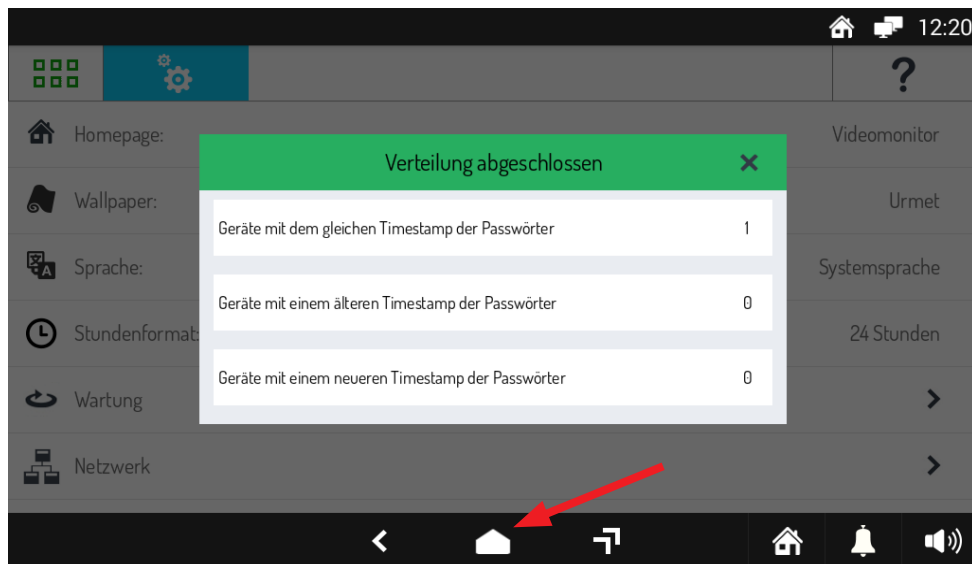 12:20
?
Homepage:
Videomonitor
Verteilung abgeschlossen
Wallpaper:
Urmet
Geräte mit dem gleichen Timestamp der Passwörter 1
Sprache:
Systemsprache
Geräte mit einem älteren Timestamp der Passwörter 0
Stundenformat:
24 Stunden
Geräte mit einem neueren Timestamp der Passwörter 0
Wartung
Netzwerk